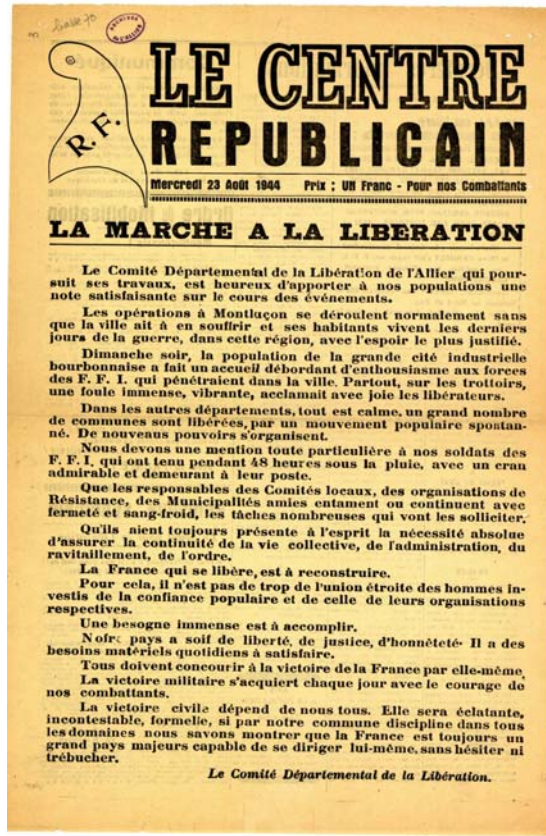 3
ARCHIVES
de L'ALLIER
R. F.
LE CENTRE
REPUBLICAIN
Mercredi 23 Août 1944 Prix : UN Franc - Pour nos Combattants
LA MARCHE A LA LIBERATION
Le Comité Départemental de la Libération de l'Allier qui pour-
suit ses travaux, est heureux d'apporter à nos populations une
note satisfaisante sur le cours des événements.
Les opérations à Montluçon se déroulent normalement sans
que la ville ait à en souffrir et ses habitants vivent les derniers
jours de la guerre, dans cette région, avec l'espoir le plus justifié.
Dimanche soir, la population de la grande cité industrielle
bourbonnaise a fait un accueil débordant d'enthousiasme aux forces
des F. F. I. qui pénétraient dans la ville. Partout, sur les trottoirs,
une foule immense, vibrante, acclamait avec joie les libérateurs.
Dans les autres départements, tout est calme, un grand nombre
de communes sont libérées, par un mouvement populaire spontan-
né. De nouveaus pouvoirs s'organisent.
Nous devons une mention toute particulière à nos soldats des
F. F. I. qui ont tenu pendant 48 heures sous la pluie, avec un cran
admirable et demeurant à leur poste.
Que les responsables des Comités locaux, des organisations de
Résistance, des Municipalités amies entament ou continuent avec
fermeté et sang-froid, les tâches nombreuses qui vont les solliciter.
Qu'ils aient toujours présente à l'esprit la nécessité absolue
d'assurer la continuité de la vie collective, de l'administration, du
ravitaillement, de l'ordre.
La France qui se libère, est à reconstruire.
Pour cela, il n'est pas de trop de l'union étroite des hommes in-
vestis de la confiance populaire et de celle de leurs organisations
respectives.
Une besogne immense est à accomplir.
Notre pays a soif de liberté, de justice, d'honnêteté. Il a des
besoins matériels quotidiens à satisfaire.
Tous doivent concourir à la victoire de la France par elle-même.
La victoire militaire s'acquiert chaque jour avec le courage de
nos combattants.
La victoire civile dépend de nous tous. Elle sera éclatante,
incontestable, formelle, si par notre commune discipline dans tous
les domaines nous savons montrer que la France est toujours un
grand pays majeurs capable de se diriger lui-même, sans hésiter ni
trébucher.
Le Comité Départemental de la Libération.